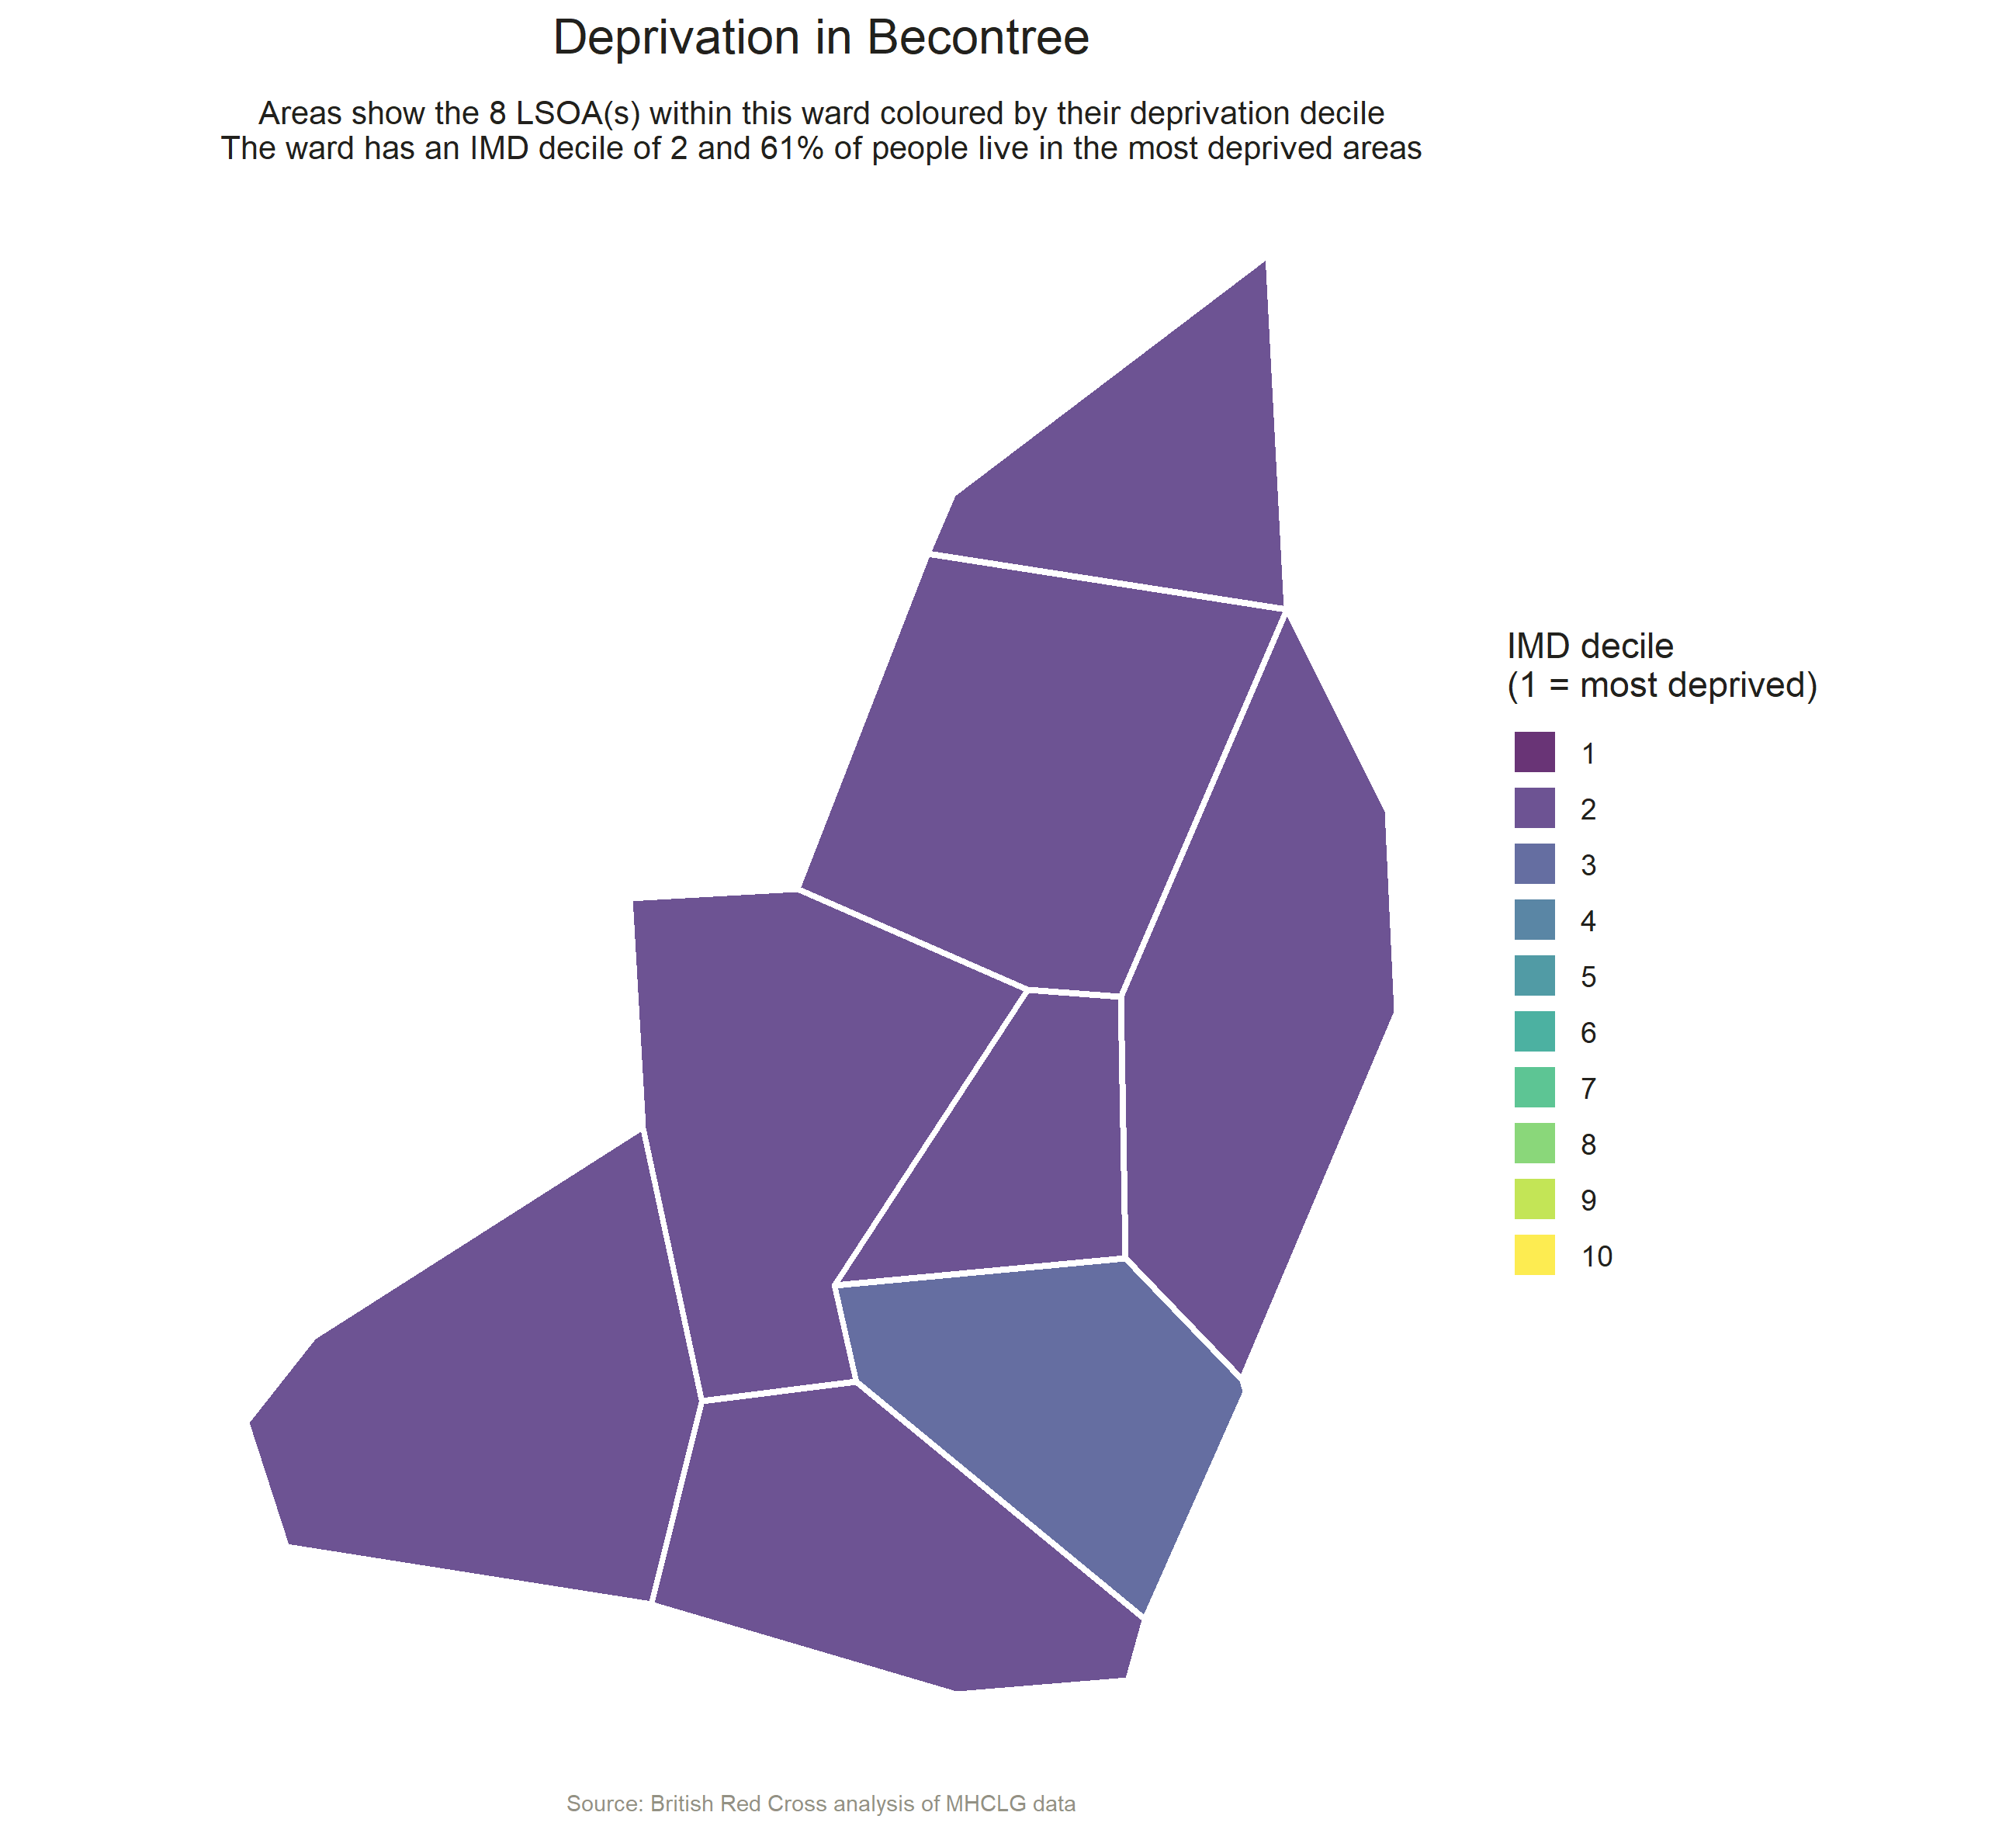 Deprivation in Becontree
Areas show the 8 LSOA(s) within this ward coloured by their deprivation decile
The ward has an IMD decile of 2 and 61% of people live in the most deprived areas
IMD decile
(1 = most deprived)
1
2
3
4
5
6
7
8
9
10
Source: British Red Cross analysis of MHCLG data